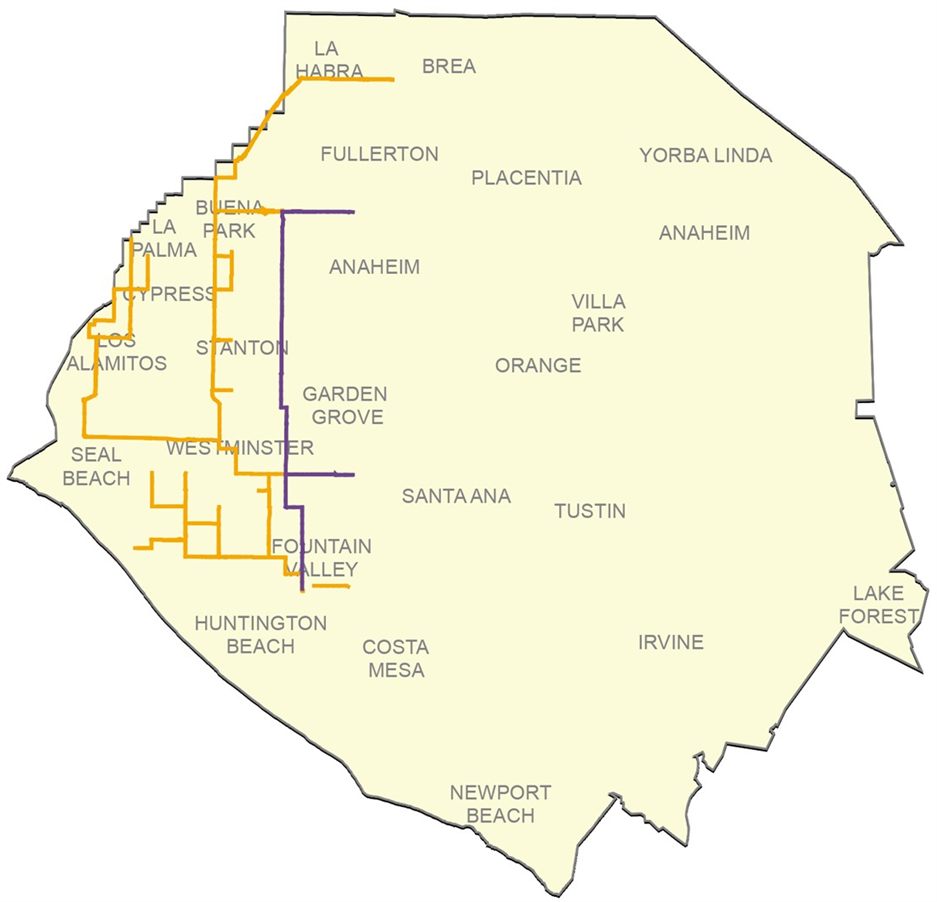 LA
HABRA
BREA
FULLERTON
PLACENTIA
YORBA LINDA
BUENA
PARK
LA
PALMA
ANAHEIM
ANAHEIM
CYPRESS
VILLA
PARK
LOS
ALAMITOS
STANTON
ORANGE
GARDEN
GROVE
WESTMINSTER
SEAL
BEACH
SANTA ANA
TUSTIN
FOUNTAIN
VALLEY
LAKE
FOREST
HUNTINGTON
BEACH
COSTA
MESA
IRVINE
NEWPORT
BEACH